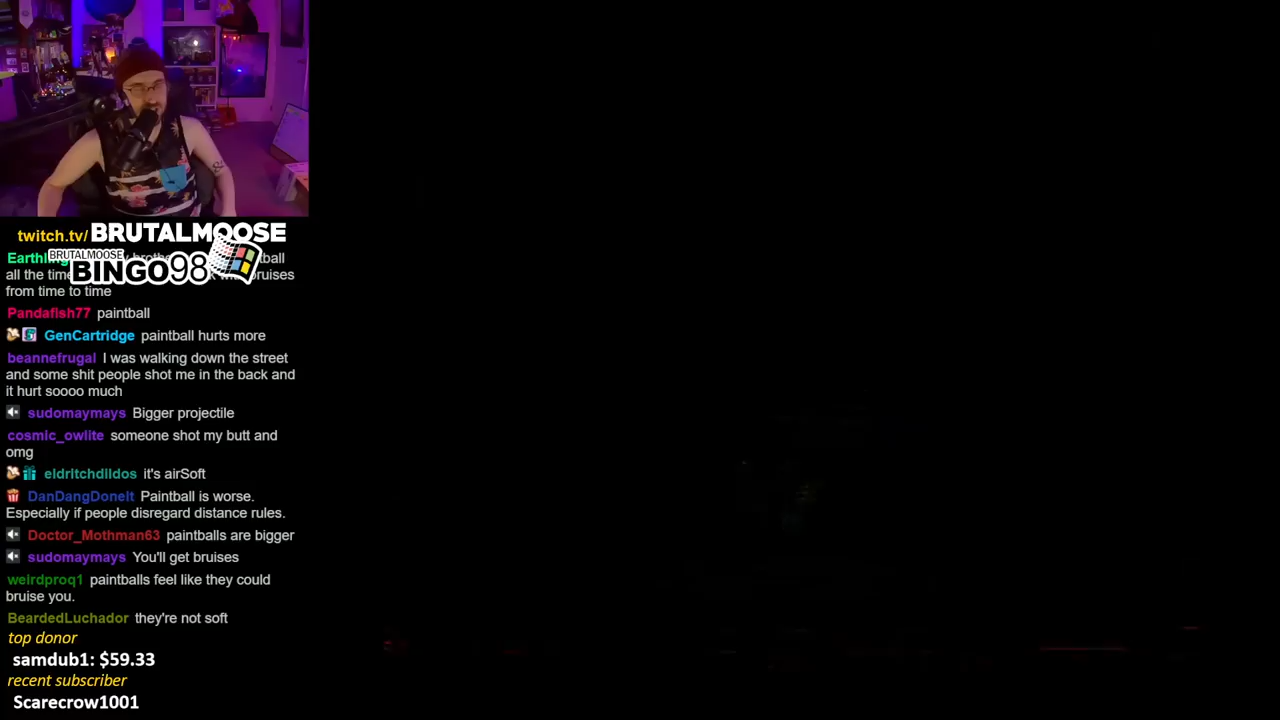 twitch.tv/BRUTALMOOSE
BRUTALMOOSE
BINGO98
all the time
from time to time
Pandafish77 paintball
GenCartridge paintball hurts more
beannefrugal I was walking down the street
and some shit people shot me in the back and
it hurt soooo much
sudomaymays Bigger projectile
cosmic_owlite someone shot my butt and
omg
eldritchdildos it's airSoft
DanDangDoneIt Paintball is worse.
Especially if people disregard distance rules.
Doctor_Mothman63 paintballs are bigger
sudomaymays You'll get bruises
weirdproq1 paintballs feel like they could
bruise you.
BeardedLuchador they're not soft
top donor
samdub1: $59.33
recent subscriber
Scarecrow1001